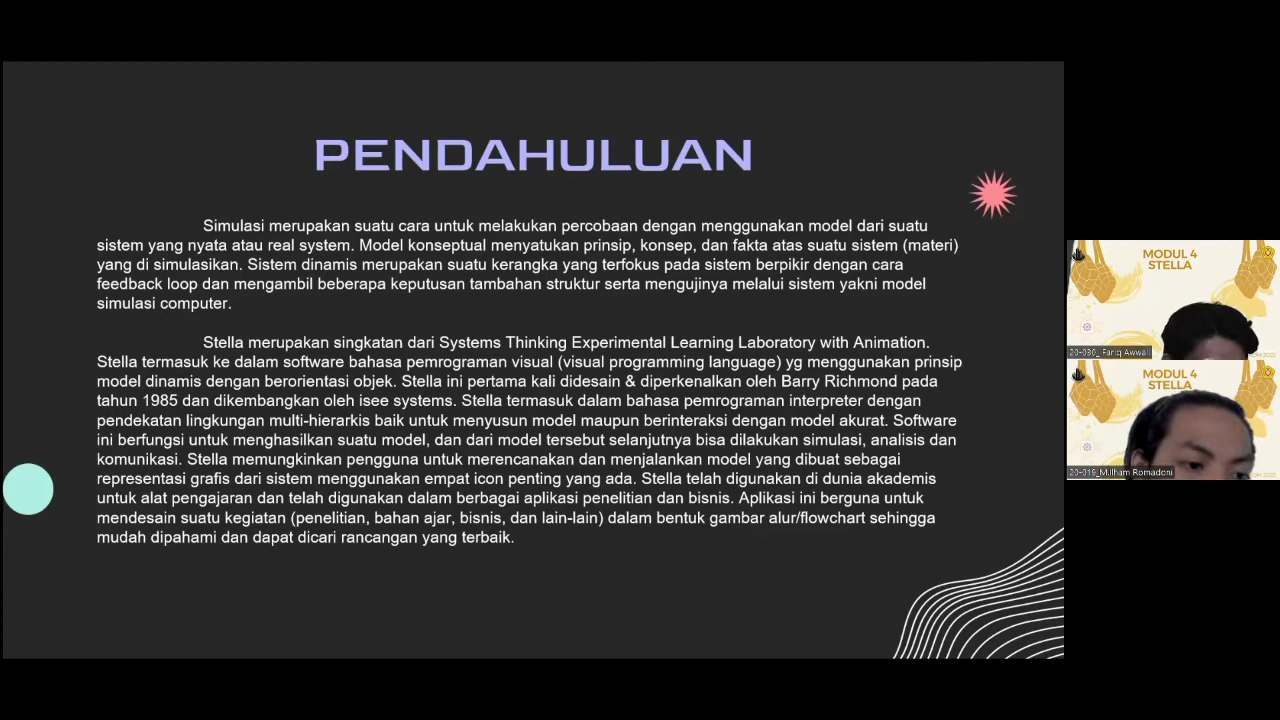 PENDAHULUAN
Simulasi merupakan suatu cara untuk melakukan percobaan dengan menggunakan model dari suatu
sistem yang nyata atau real system. Model konseptual menyatukan prinsip, konsep, dan fakta atas suatu sistem (materi)
yang di simulasikan. Sistem dinamis merupakan suatu kerangka yang terfokus pada sistem berpikir dengan cara
feedback loop dan mengambil beberapa keputusan tambahan struktur serta mengujinya melalui sistem yakni model
simulasi computer.
Stella merupakan singkatan dari Systems Thinking Experimental Learning Laboratory with Animation.
Stella termasuk ke dalam software bahasa pemrograman visual (visual programming language) yg menggunakan prinsip
model dinamis dengan berorientasi objek. Stella ini pertama kali didesain & diperkenalkan oleh Barry Richmond pada
tahun 1985 dan dikembangkan oleh isee systems. Stella termasuk dalam bahasa pemrograman interpreter dengan
pendekatan lingkungan multi-hierarkis baik untuk menyusun model maupun berinteraksi dengan model akurat. Software
ini berfungsi untuk menghasilkan suatu model, dan dari model tersebut selanjutnya bisa dilakukan simulasi, analisis dan
komunikasi. Stella memungkinkan pengguna untuk merencanakan dan menjalankan model yang dibuat sebagai
representasi grafis dari sistem menggunakan empat icon penting yang ada. Stella telah digunakan di dunia akademis
untuk alat pengajaran dan telah digunakan dalam berbagai aplikasi penelitian dan bisnis. Aplikasi ini berguna untuk
mendesain suatu kegiatan (penelitian, bahan ajar, bisnis, dan lain-lain) dalam bentuk gambar alur/flowchart sehingga
mudah dipahami dan dapat dicari rancangan yang terbaik.
MODUL 4
STELLA
20-030_ Fariq Awwali
MODUL 4
STELLA
20-019_M.Ilham Romadoni